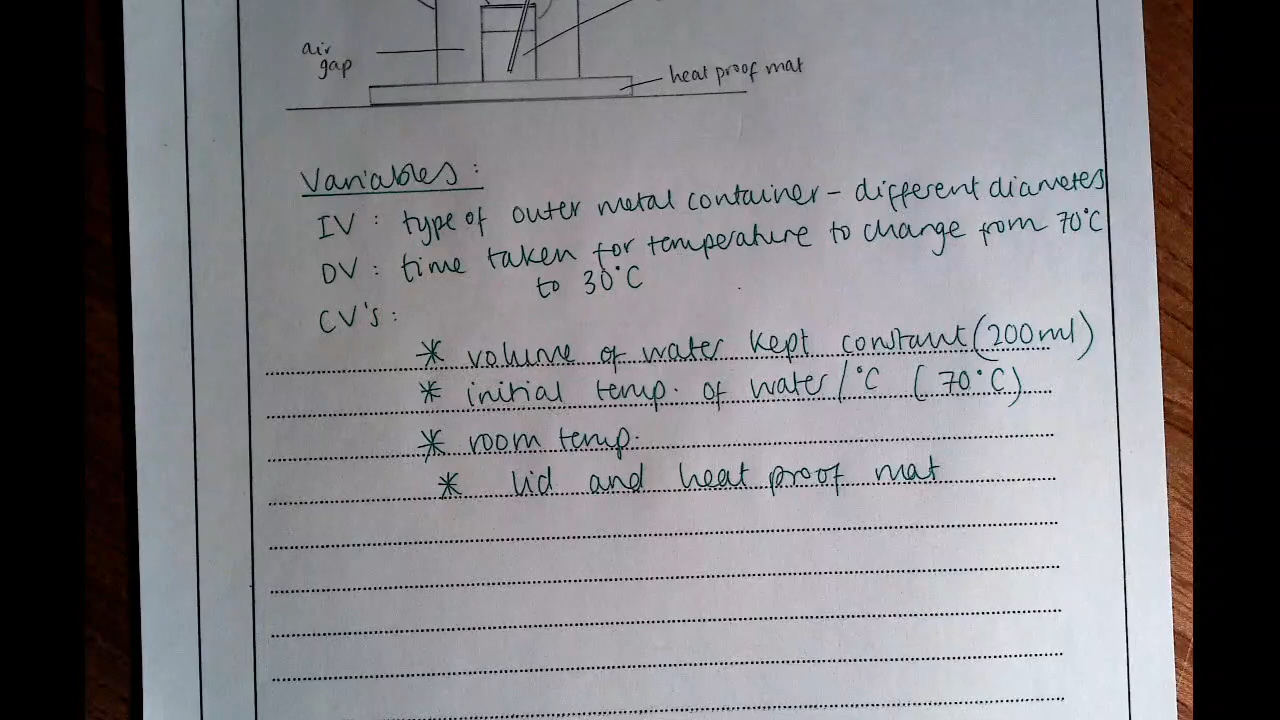 air
gap
heat proof mat
Variables :
IV : type of outer metal container - different diameters
DV : time taken for temperature to change from 70°C
to 30°C
CV's :
* volume of water kept constant (200ml)
* initial temp. of water /°C (70°C)
* room temp.
* lid and heat proof mat